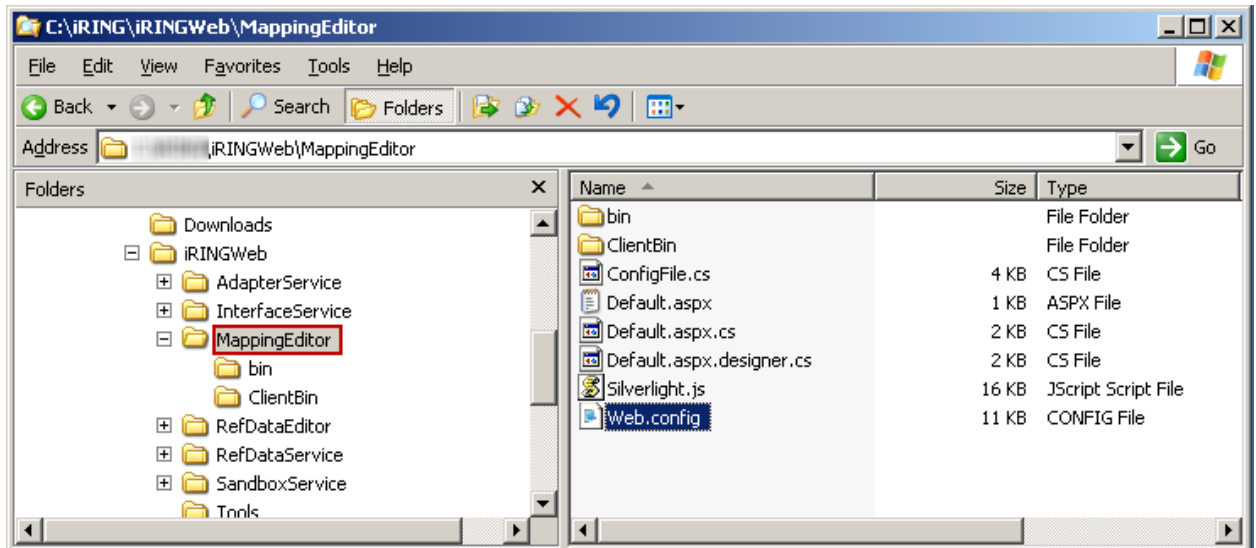 C:\iRING\iRINGWeb\MappingEditor
File Edit View Favorites Tools Help
Back Search Folders
Address iRINGWeb\MappingEditor Go
Folders
Downloads
iRINGWeb
AdapterService
InterfaceService
MappingEditor
bin
ClientBin
RefDataEditor
RefDataService
SandboxService
Tools
Name Size Type
bin File Folder
ClientBin File Folder
ConfigFile.cs 4 KB CS File
Default.aspx 1 KB ASPX File
Default.aspx.cs 2 KB CS File
Default.aspx.designer.cs 2 KB CS File
Silverlight.js 16 KB JScript Script File
Web.config 11 KB CONFIG File